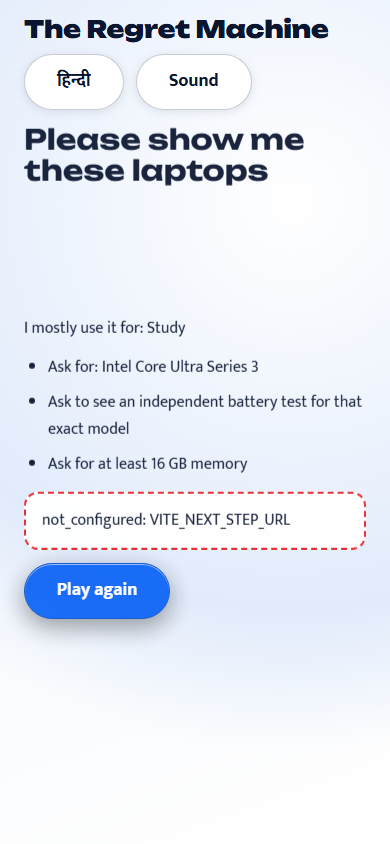 The Regret Machine
हिन्दी
Sound
Please show me
these laptops
I mostly use it for: Study
Ask for: Intel Core Ultra Series 3
Ask to see an independent battery test for that
exact model
Ask for at least 16 GB memory
not_configured: VITE_NEXT_STEP_URL
Play again